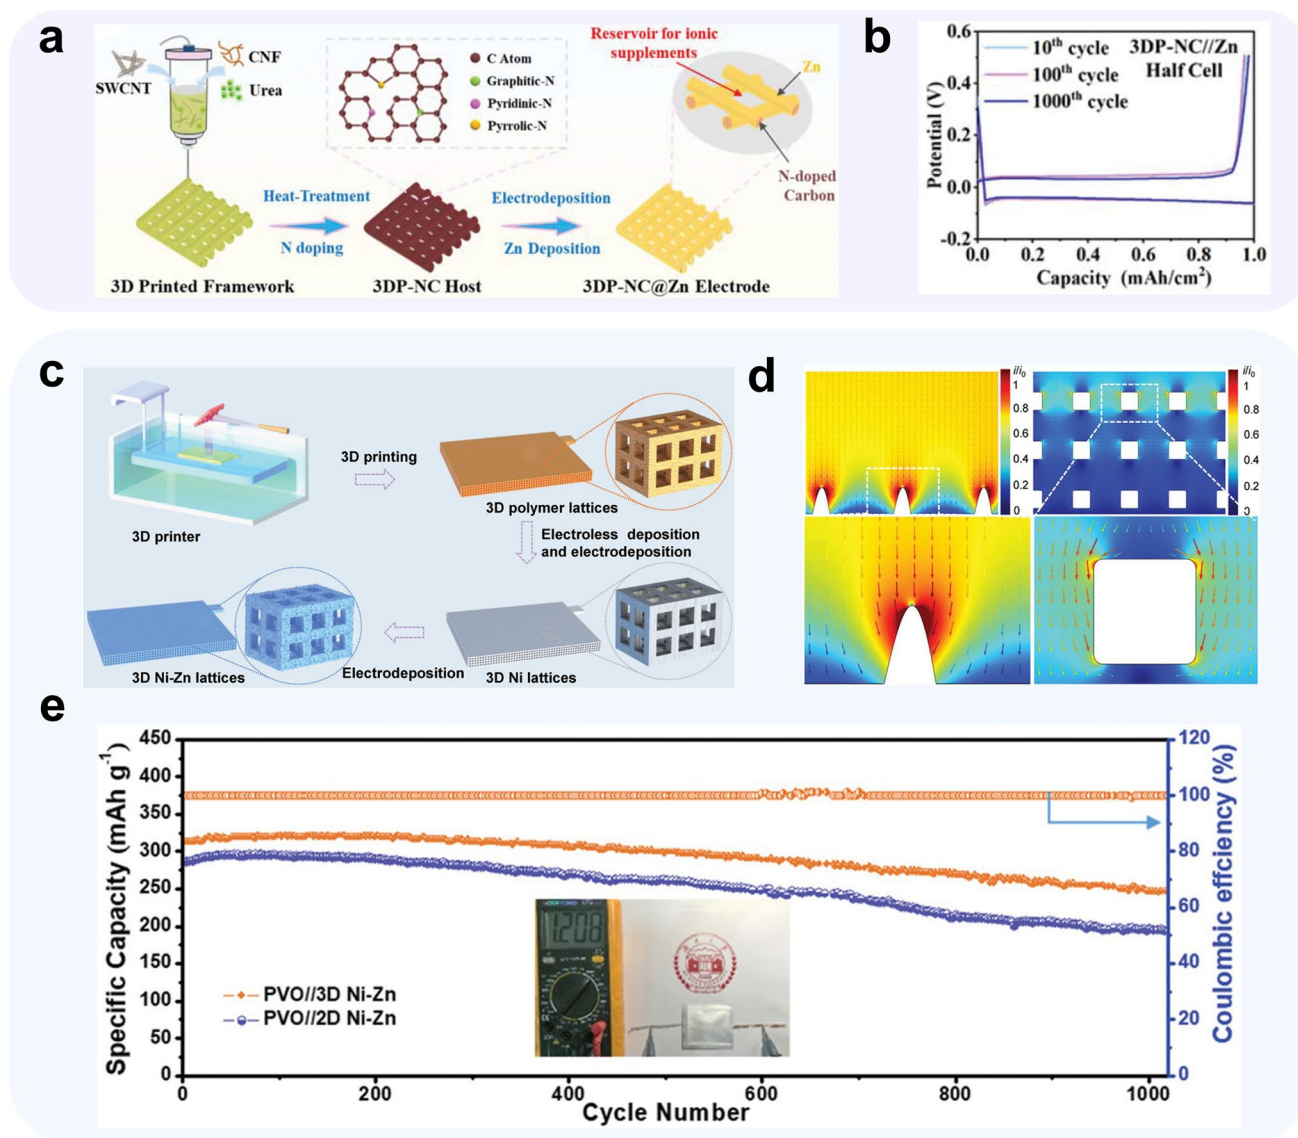 a
SWCNT
CNF
Urea
C Atom
Graphitic-N
Pyridinic-N
Pyrrolic-N
Reservoir for ionic
supplements
Zn
N-doped
Carbon
Heat-Treatment
N doping
Electrodeposition
Zn Deposition
3D Printed Framework
3DP-NC Host
3DP-NC@Zn Electrode
b
Potential (V)
0.6
0.4
0.2
0.0
-0.2
10th cycle
100th cycle
1000th cycle
3DP-NC//Zn
Half Cell
0.0 0.2 0.4 0.6 0.8 1.0
Capacity (mAh/cm2)
c
3D printer
3D printing
3D polymer lattices
Electroless deposition
and electrodeposition
3D Ni lattices
Electrodeposition
3D Ni-Zn lattices
d
i/i0
1
0.8
0.6
0.4
0.2
0
i/i0
1
0.8
0.6
0.4
0.2
0
e
Specific Capacity (mAh g-1)
450
400
350
300
250
200
150
100
50
0
PVO//3D Ni-Zn
PVO//2D Ni-Zn
1.208
0 200 400 600 800 1000
Cycle Number
120
100
80
60
40
20
0
Coulombic effciency (%)